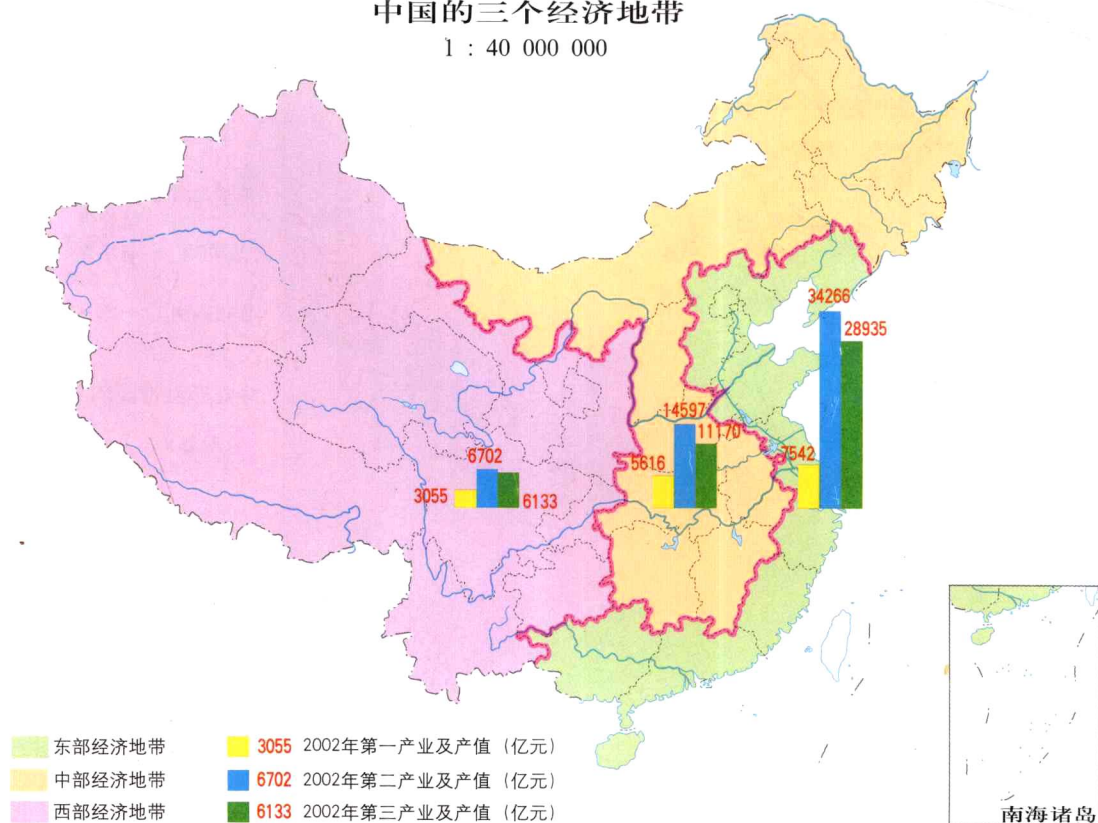 中国的三个经济地带
1 : 40 000 000
34266
28935
14597
11170
7542
5616
6702
3055
6133
南海诸岛
东部经济地带
中部经济地带
西部经济地带
3055 2002年第一产业及产值 (亿元)
6702 2002年第二产业及产值 (亿元)
6133 2002年第三产业及产值 (亿元)